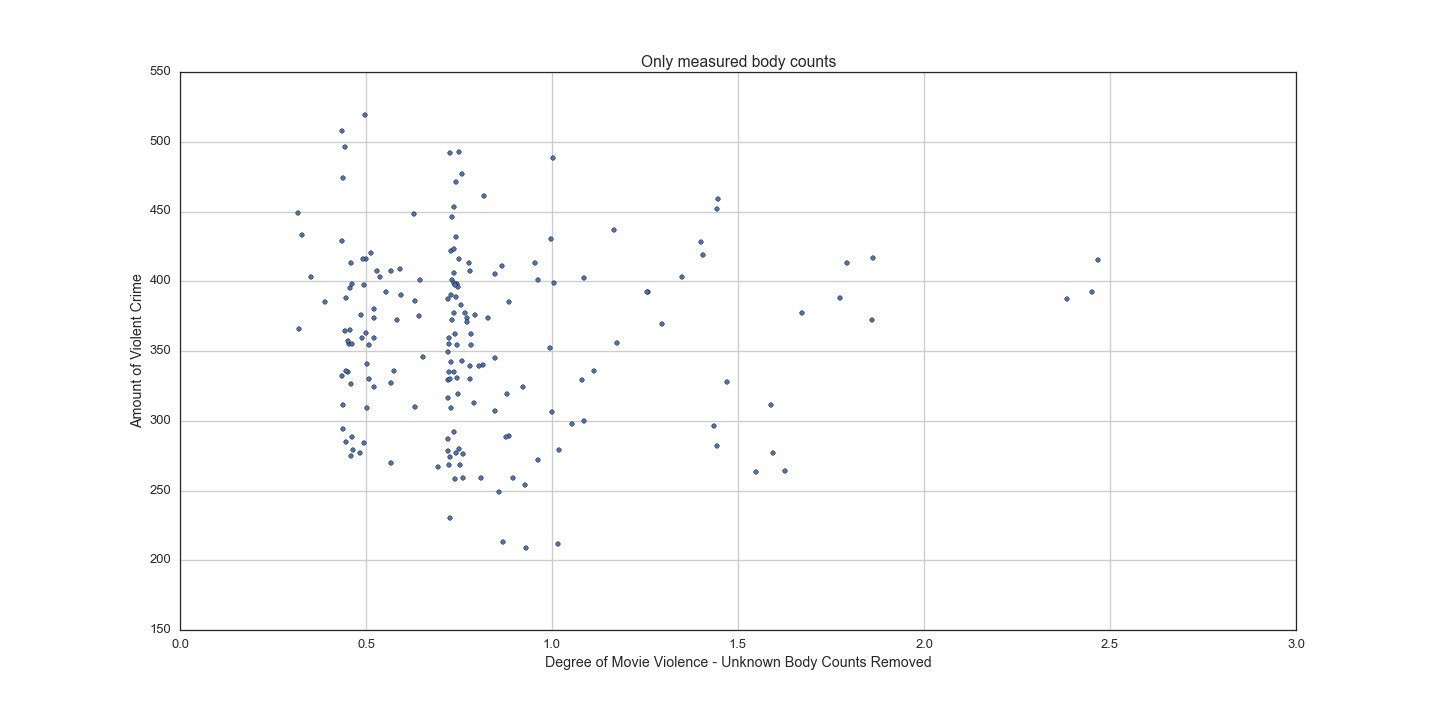 Only measured body counts
550
500
450
400
350
300
250
200
150
Amount of Violent Crime
0.0 0.5 1.0 1.5 2.0 2.5 3.0
Degree of Movie Violence - Unknown Body Counts Removed